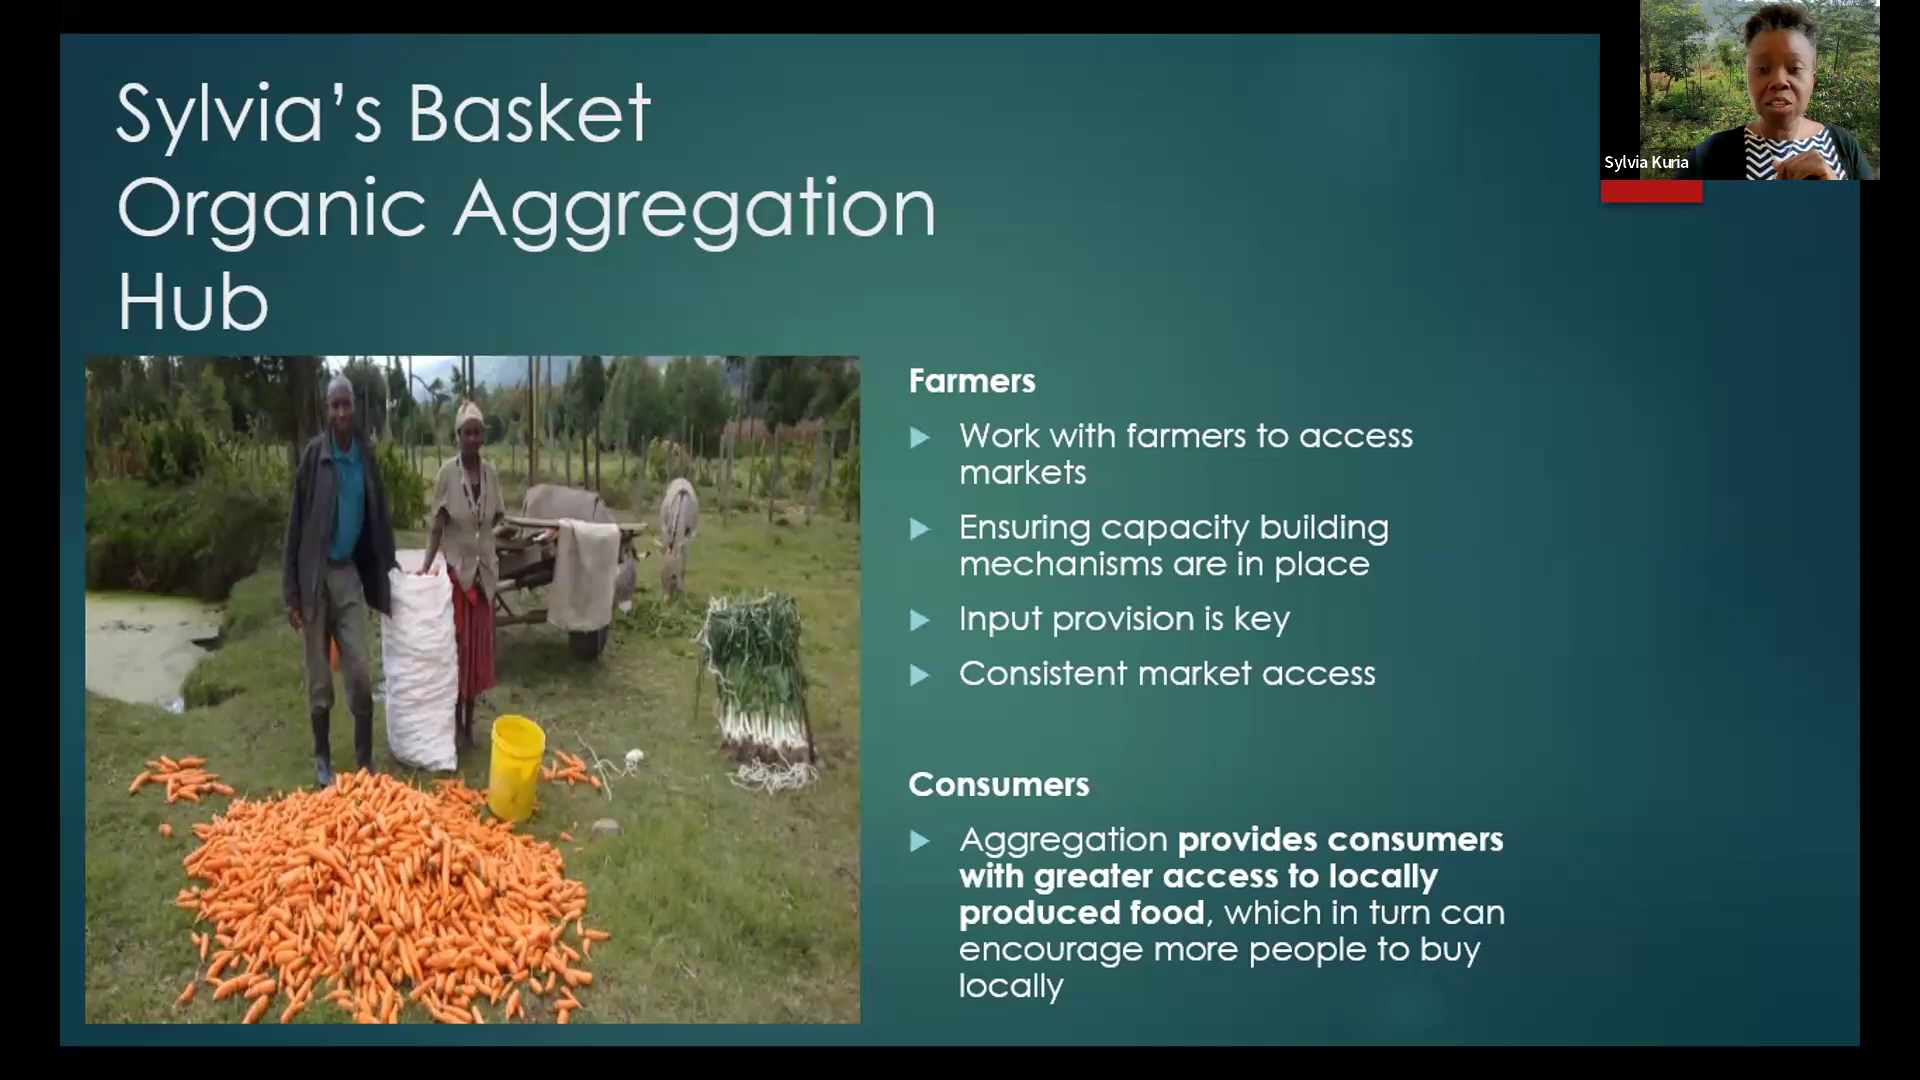 Sylvia’s Basket
Organic Aggregation
Hub
Sylvia Kuria
Farmers
Work with farmers to access
markets
Ensuring capacity building
mechanisms are in place
Input provision is key
Consistent market access
Consumers
Aggregation provides consumers
with greater access to locally
produced food, which in turn can
encourage more people to buy
locally